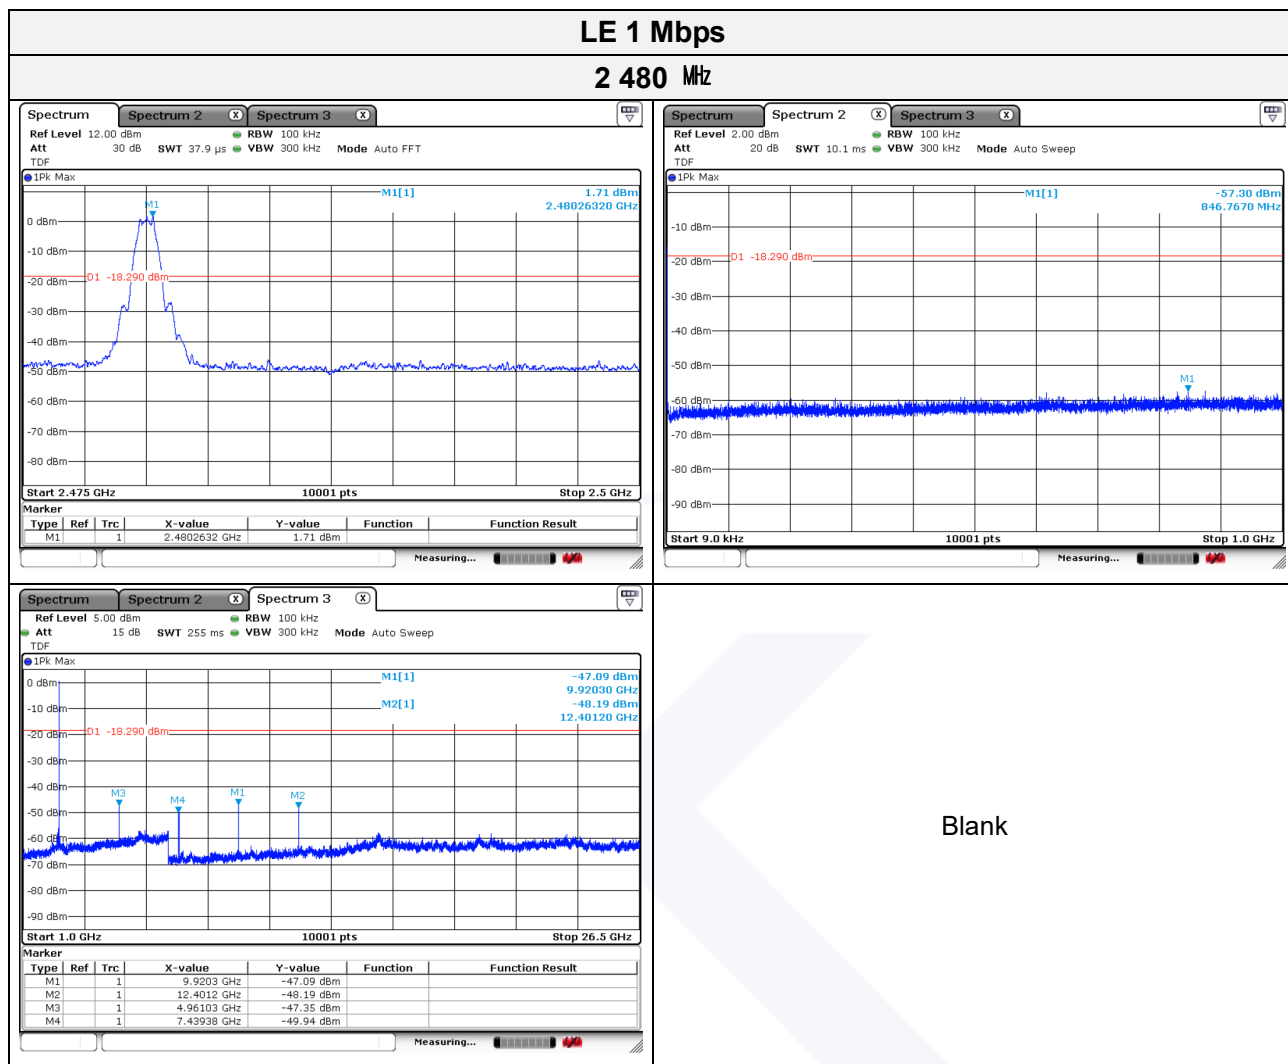 LE 1 Mbps
2 480 ㎒
Spectrum Spectrum 2 X Spectrum 3 X
Ref Level 12.00 dBm RBW 100 kHz
Att 30 dB SWT 37.9 µs VBW 300 kHz Mode Auto FFT
TDF
1Pk Max
M1[1] 1.71 dBm
2.48026320 GHz
M1
0 dBm
-10 dBm
D1 -18.290 dBm
-20 dBm
-30 dBm
-40 dBm
-50 dBm
-60 dBm
-70 dBm
-80 dBm
Start 2.475 GHz 10001 pts Stop 2.5 GHz
Marker
Type Ref Trc X-value Y-value Function Function Result
M1 1 2.4802632 GHz 1.71 dBm
Measuring...
Spectrum Spectrum 2 X Spectrum 3 X
Ref Level 2.00 dBm RBW 100 kHz
Att 20 dB SWT 10.1 ms VBW 300 kHz Mode Auto Sweep
TDF
1Pk Max
M1[1] -57.30 dBm
846.7670 MHz
-10 dBm
D1 -18.290 dBm
-20 dBm
-30 dBm
-40 dBm
-50 dBm
M1
-60 dBm
-70 dBm
-80 dBm
-90 dBm
Start 9.0 kHz 10001 pts Stop 1.0 GHz
Measuring...
Spectrum Spectrum 2 X Spectrum 3 X
Ref Level 5.00 dBm RBW 100 kHz
Att 15 dB SWT 255 ms VBW 300 kHz Mode Auto Sweep
TDF
1Pk Max
M1[1] -47.09 dBm
9.92030 GHz
M2[1] -48.19 dBm
12.40120 GHz
0 dBm
-10 dBm
D1 -18.290 dBm
-20 dBm
-30 dBm
-40 dBm
M3 M4 M1 M2
-50 dBm
-60 dBm
-70 dBm
-80 dBm
-90 dBm
Start 1.0 GHz 10001 pts Stop 26.5 GHz
Marker
Type Ref Trc X-value Y-value Function Function Result
M1 1 9.9203 GHz -47.09 dBm
M2 1 12.4012 GHz -48.19 dBm
M3 1 4.96103 GHz -47.35 dBm
M4 1 7.43938 GHz -49.94 dBm
Measuring...
Blank